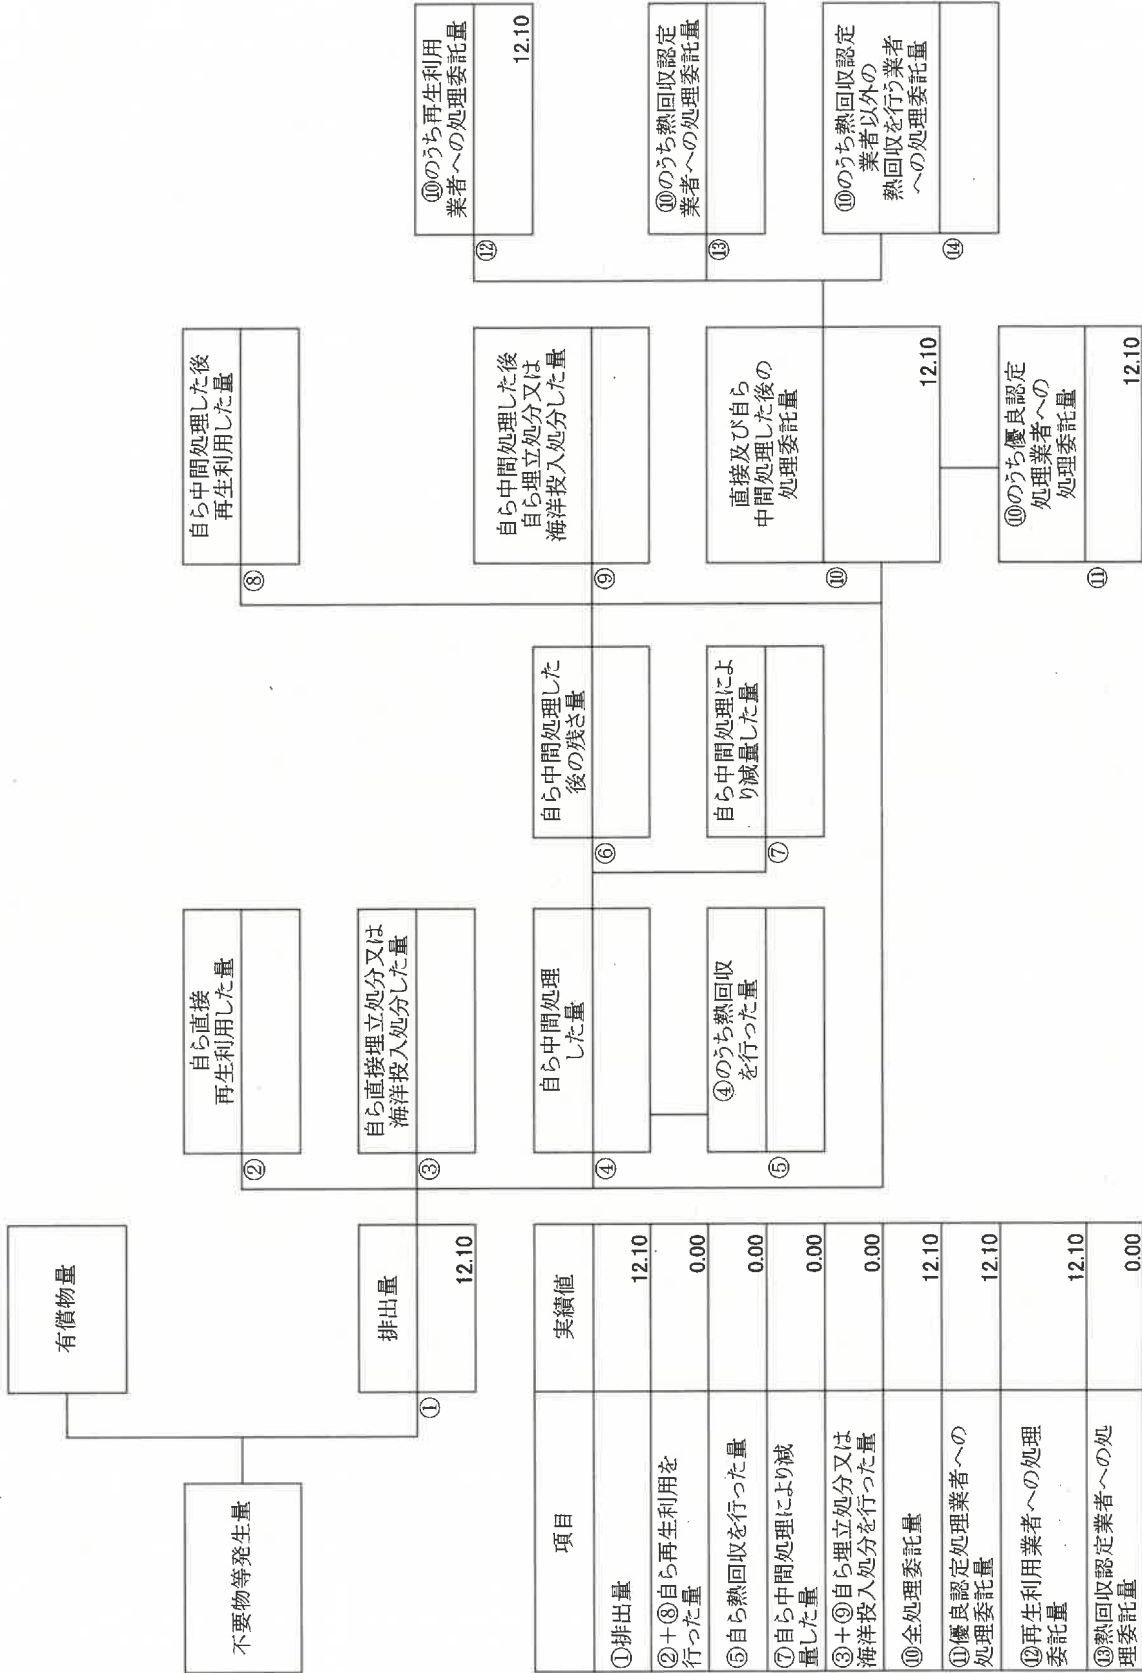 不要物等発生量
有償物量
①
排出量
12.10
②
自ら直接
再生利用した量
③
自ら直接埋立処分又は
海洋投入処分した量
④
自ら中間処理
した量
⑤
④のうち熱回収
を行った量
⑥
自ら中間処理した
後の残さ量
⑦
自ら中間処理によ
り減量した量
⑧
自ら中間処理した後
再生利用した量
⑨
自ら中間処理した後
自ら埋立処分又は
海洋投入処分した量
⑩
直接及び自ら
中間処理した後の
処理委託量
12.10
⑪
⑩のうち優良認定
処理業者への
処理委託量
12.10
⑫
⑩のうち再生利用
業者への処理委託量
12.10
⑬
⑩のうち熱回収認定
業者への処理委託量
⑭
⑩のうち熱回収認定
業者以外の
熱回収を行う業者
への処理委託量
項目 実績値
①排出量 12.10
②+⑧自ら再生利用を
行った量 0.00
⑤自ら熱回収を行った量 0.00
⑦自ら中間処理により減
量した量 0.00
③+⑨自ら埋立処分又は
海洋投入処分を行った量 0.00
⑩全処理委託量 12.10
⑪優良認定処理業者への
処理委託量 12.10
⑫再生利用業者への処理
委託量 12.10
⑬熱回収認定業者への処
理委託量 0.00